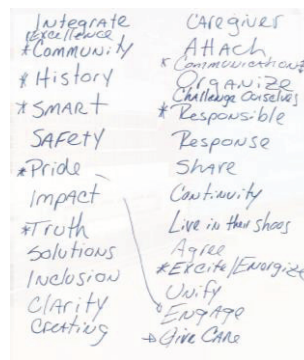 Integrate
Excellence
*Community
*History
*SMART
SAFETY
*Pride
Impact
*Truth
Solutions
Inclusion
Clarity
Creating
CAREgiver
Attach
*Communication
Organize
Challenge Ourselves
*Responsible
Response
Share
Continuity
Live in their shoes
Agree
*Excite/Energize
Unify
Engage
Give CARe